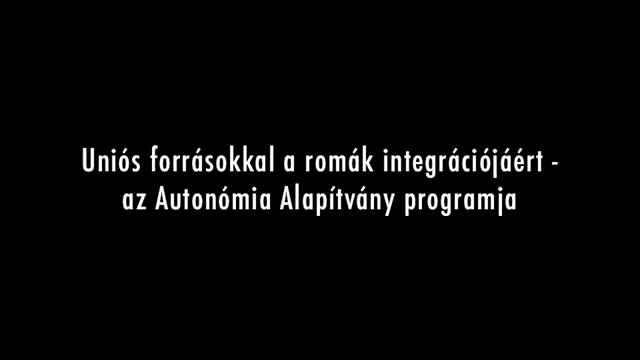 Uniós forrásokkal a romák integrációjáért -
az Autonómia Alapítvány programja